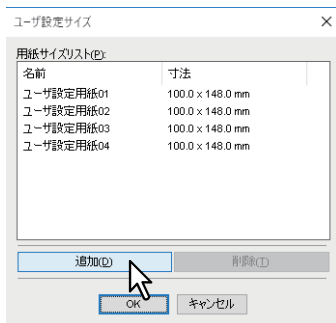 ユーザ設定サイズ
用紙サイズリスト(P):
名前 寸法
ユーザ設定用紙01 100.0 x 148.0 mm
ユーザ設定用紙02 100.0 x 148.0 mm
ユーザ設定用紙03 100.0 x 148.0 mm
ユーザ設定用紙04 100.0 x 148.0 mm
追加(D) 削除(T)
OK キャンセル